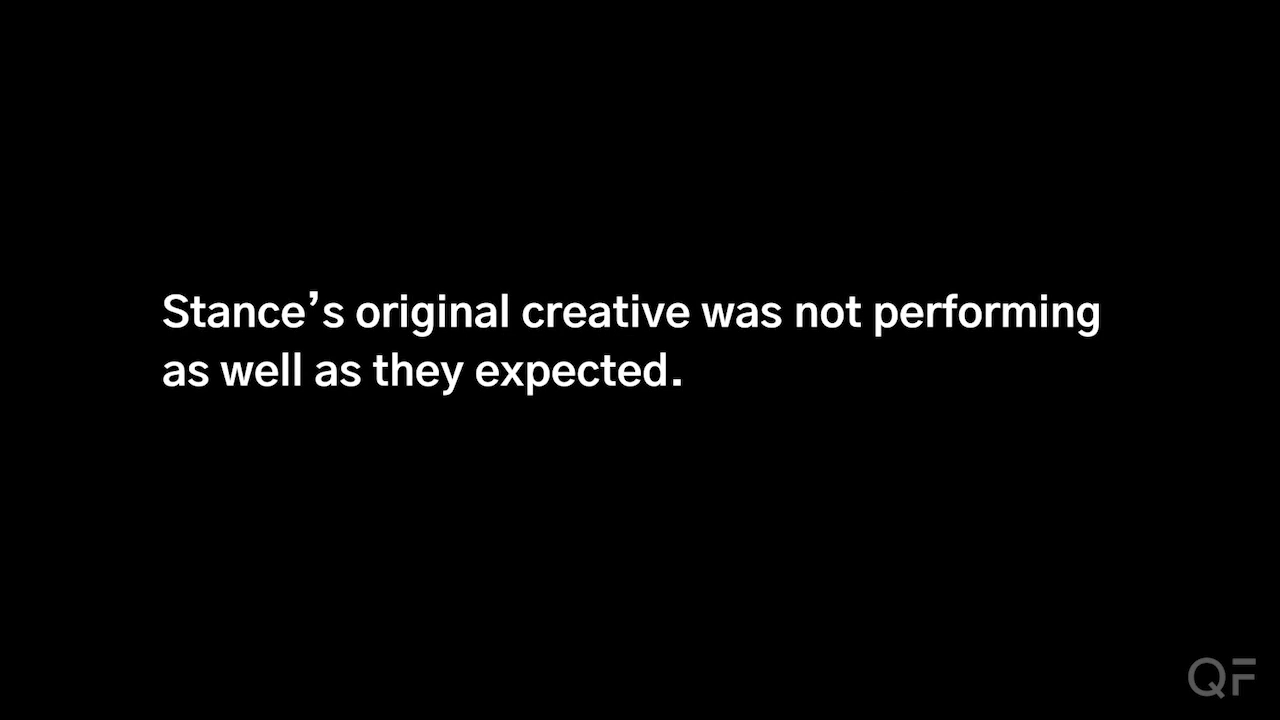 Stance’s original creative was not performing
as well as they expected.
QF